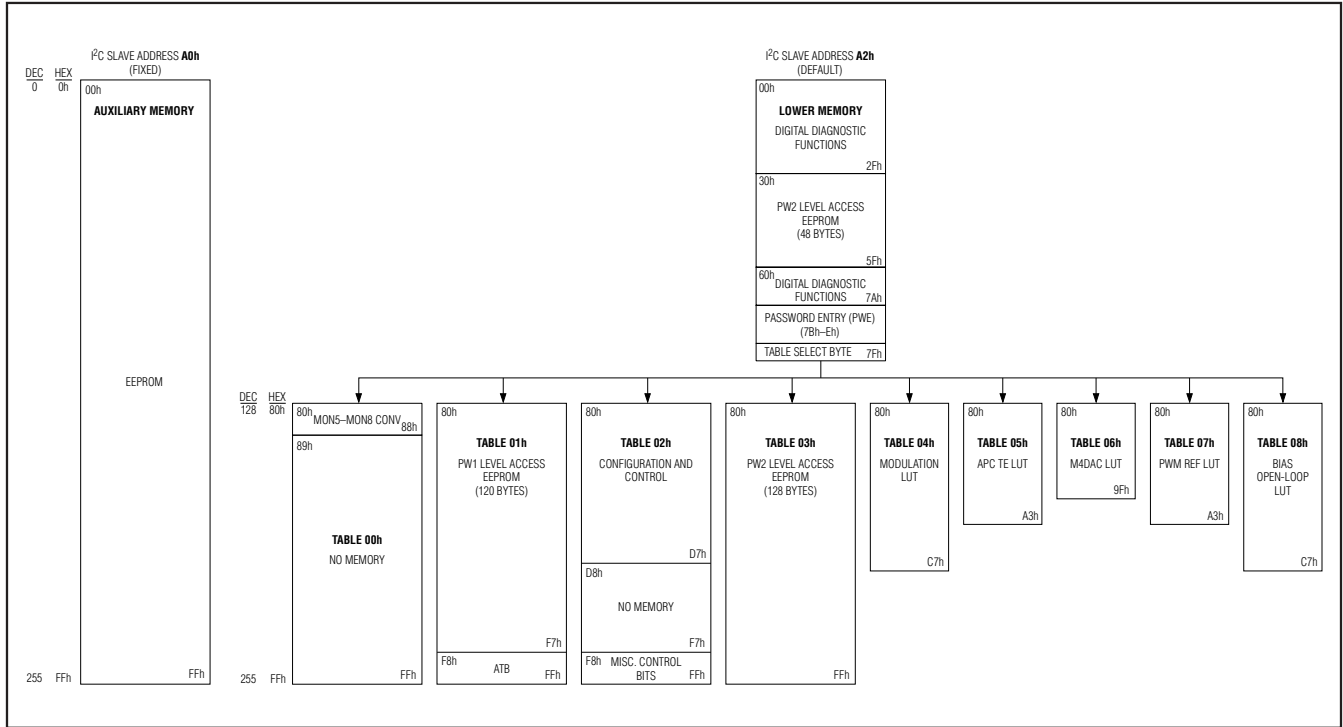 I²C SLAVE ADDRESS A0h
(FIXED)
DEC HEX
0 0h
00h
AUXILIARY MEMORY
EEPROM
FFh
255 FFh
I²C SLAVE ADDRESS A2h
(DEFAULT)
00h
LOWER MEMORY
DIGITAL DIAGNOSTIC
FUNCTIONS
2Fh
30h
PW2 LEVEL ACCESS
EEPROM
(48 BYTES)
5Fh
60h
DIGITAL DIAGNOSTIC
FUNCTIONS 7Ah
PASSWORD ENTRY (PWE)
(7Bh–Eh)
TABLE SELECT BYTE 7Fh
DEC HEX
128 80h
80h
MON5–MON8 CONV
88h
89h
TABLE 00h
NO MEMORY
FFh
255 FFh
80h
TABLE 01h
PW1 LEVEL ACCESS
EEPROM
(120 BYTES)
F7h
F8h
ATB
FFh
80h
TABLE 02h
CONFIGURATION AND
CONTROL
D7h
D8h
NO MEMORY
F7h
F8h MISC. CONTROL
BITS FFh
80h
TABLE 03h
PW2 LEVEL ACCESS
EEPROM
(128 BYTES)
FFh
80h
TABLE 04h
MODULATION
LUT
C7h
80h
TABLE 05h
APC TE LUT
A3h
80h
TABLE 06h
M4DAC LUT
9Fh
80h
TABLE 07h
PWM REF LUT
A3h
80h
TABLE 08h
BIAS
OPEN-LOOP
LUT
C7h